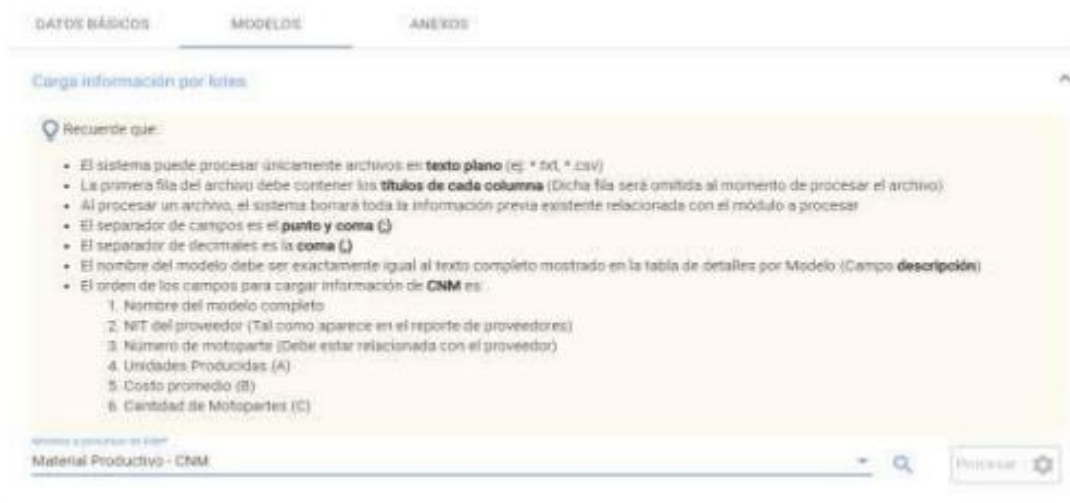 DATOS BÁSICOS MODELOS ANEXOS
Carga información por lotes
Recuerde que:
• El sistema puede procesar únicamente archivos en texto plano (ej: *.txt, *.csv)
• La primera fila del archivo debe contener los títulos de cada columna (Dicha fila será omitida al momento de procesar el archivo)
• Al procesar un archivo, el sistema borrará toda la información previa existente relacionada con el módulo a procesar
• El separador de campos es el punto y coma (;)
• El separador de decimales es la coma (,)
• El nombre del modelo debe ser exactamente igual al texto completo mostrado en la tabla de detalles por Modelo (Campo descripción)
• El orden de los campos para cargar información de CNM es:
1. Nombre del modelo completo
2. NIT del proveedor (Tal como aparece en el reporte de proveedores)
3. Número de motoparte (Debe estar relacionada con el proveedor)
4. Unidades Producidas (A)
5. Costo promedio (B)
6. Cantidad de Motopartes (C)
Material Productivo - CNM
Procesar